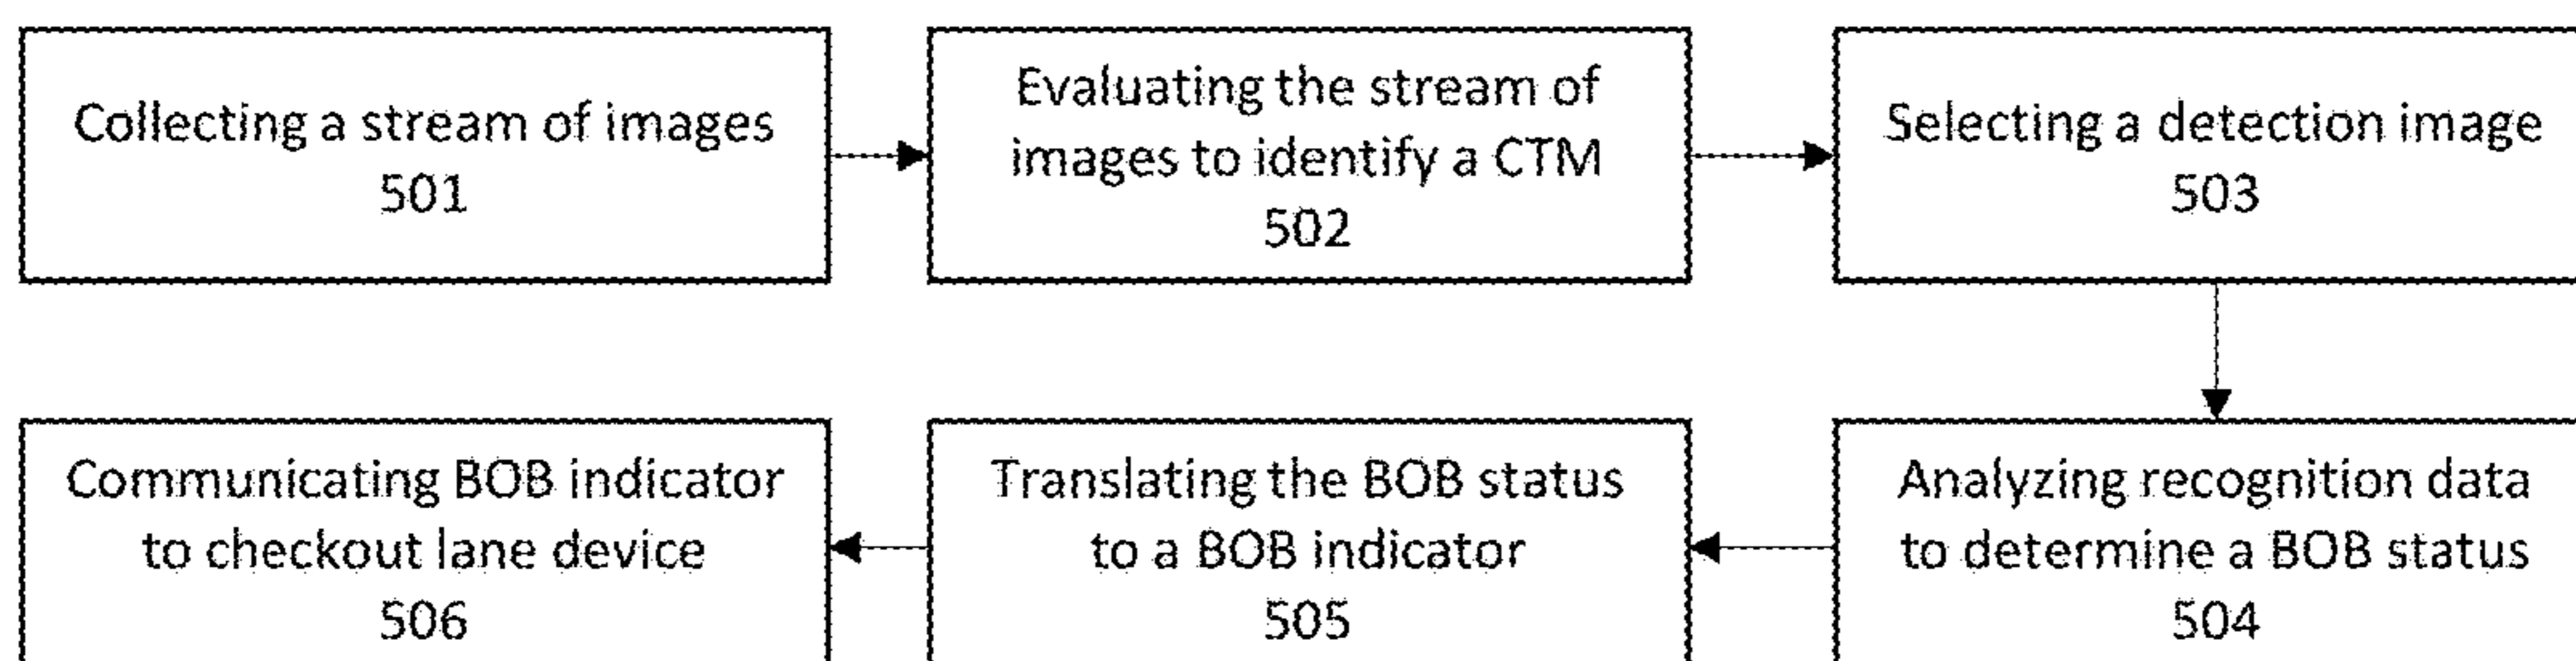 Collecting a stream of images
501
Evaluating the stream of
images to identify a CTM
502
Selecting a detection image
503
Analyzing recognition data
to determine a BOB status
504
Translating the BOB status
to a BOB indicator
505
Communicating BOB indicator
to checkout lane device
506